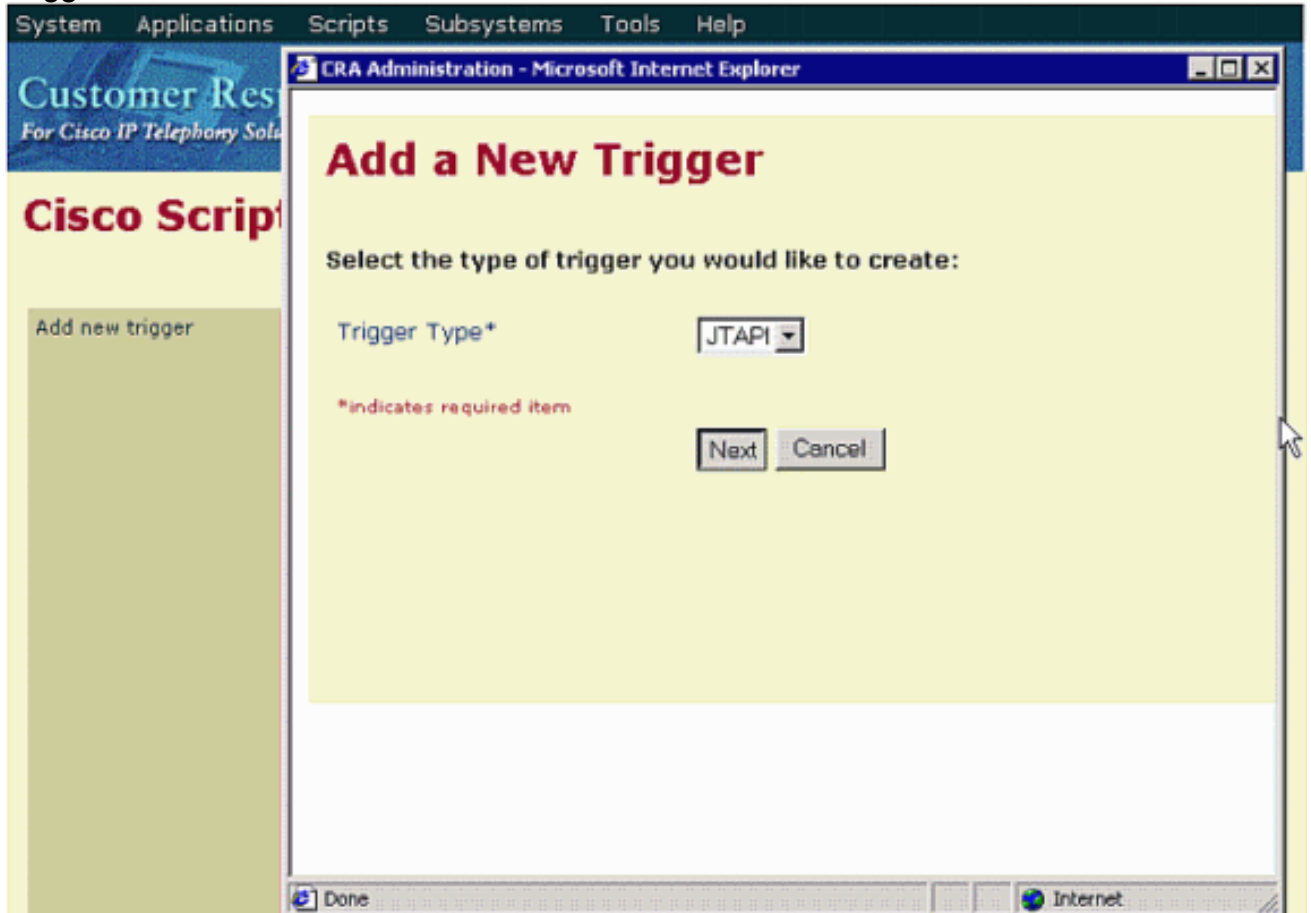 System Applications Scripts Subsystems Tools Help
CRA Administration - Microsoft Internet Explorer
Customer Res
For Cisco IP Telephony Solu
Add a New Trigger
Cisco Script
Select the type of trigger you would like to create:
Add new trigger
Trigger Type* JTAPI
*indicates required item
Next Cancel
Done Internet